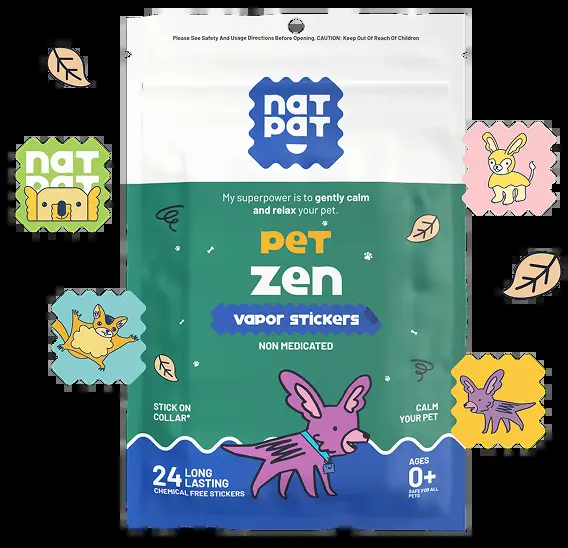 Please See Safety And Usage Directions Before Opening. CAUTION: Keep Out Of Reach Of Children
nat
pat
My superpower is to gently calm
and relax your pet.
pet
zen
vapor stickers
NON MEDICATED
STICK ON
COLLAR*
CALM
YOUR PET
24 LONG
LASTING
CHEMICAL FREE STICKERS
AGES
0+
SAFE FOR ALL
PETS
nat
pat